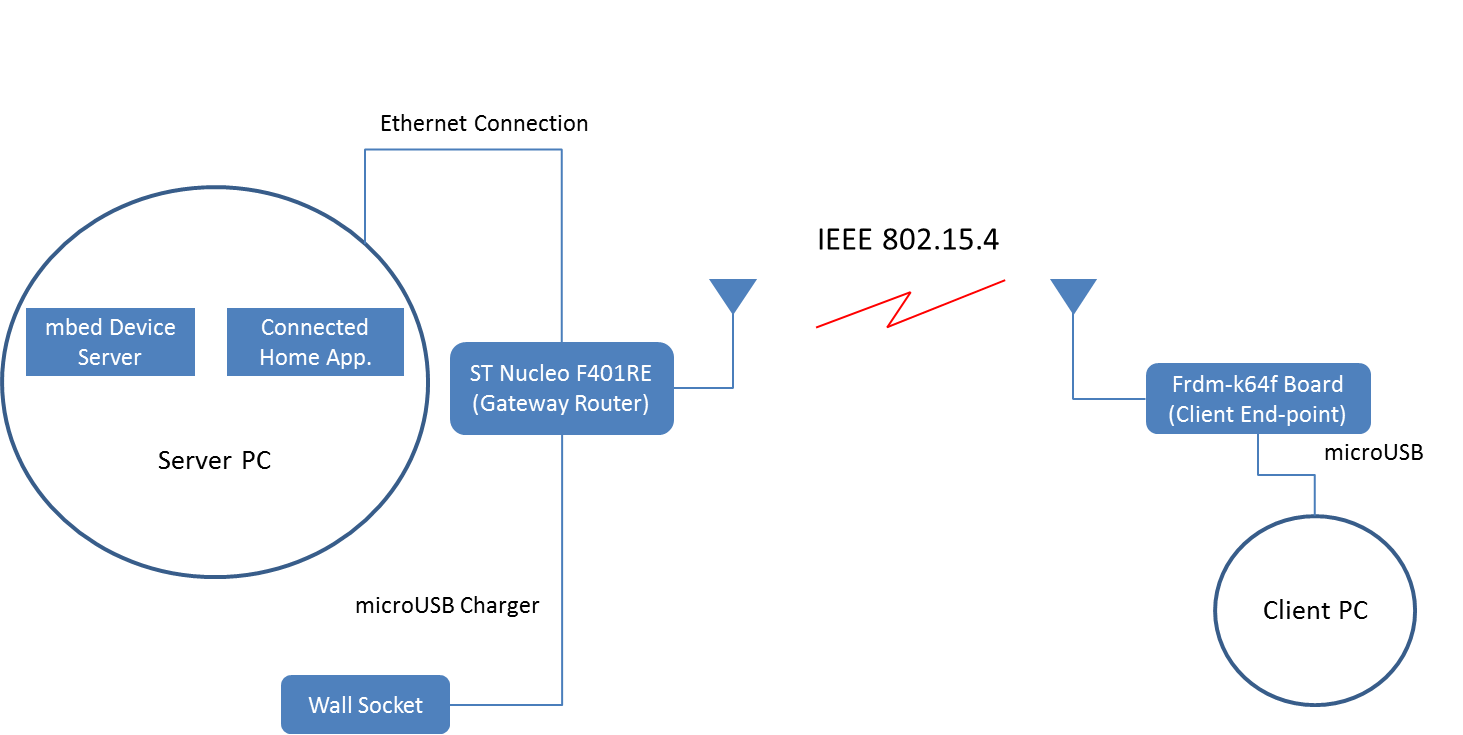 Ethernet Connection
IEEE 802.15.4
mbed Device
Server
Connected
Home App.
ST Nucleo F401RE
(Gateway Router)
Frdm-k64f Board
(Client End-point)
microUSB
Server PC
microUSB Charger
Client PC
Wall Socket